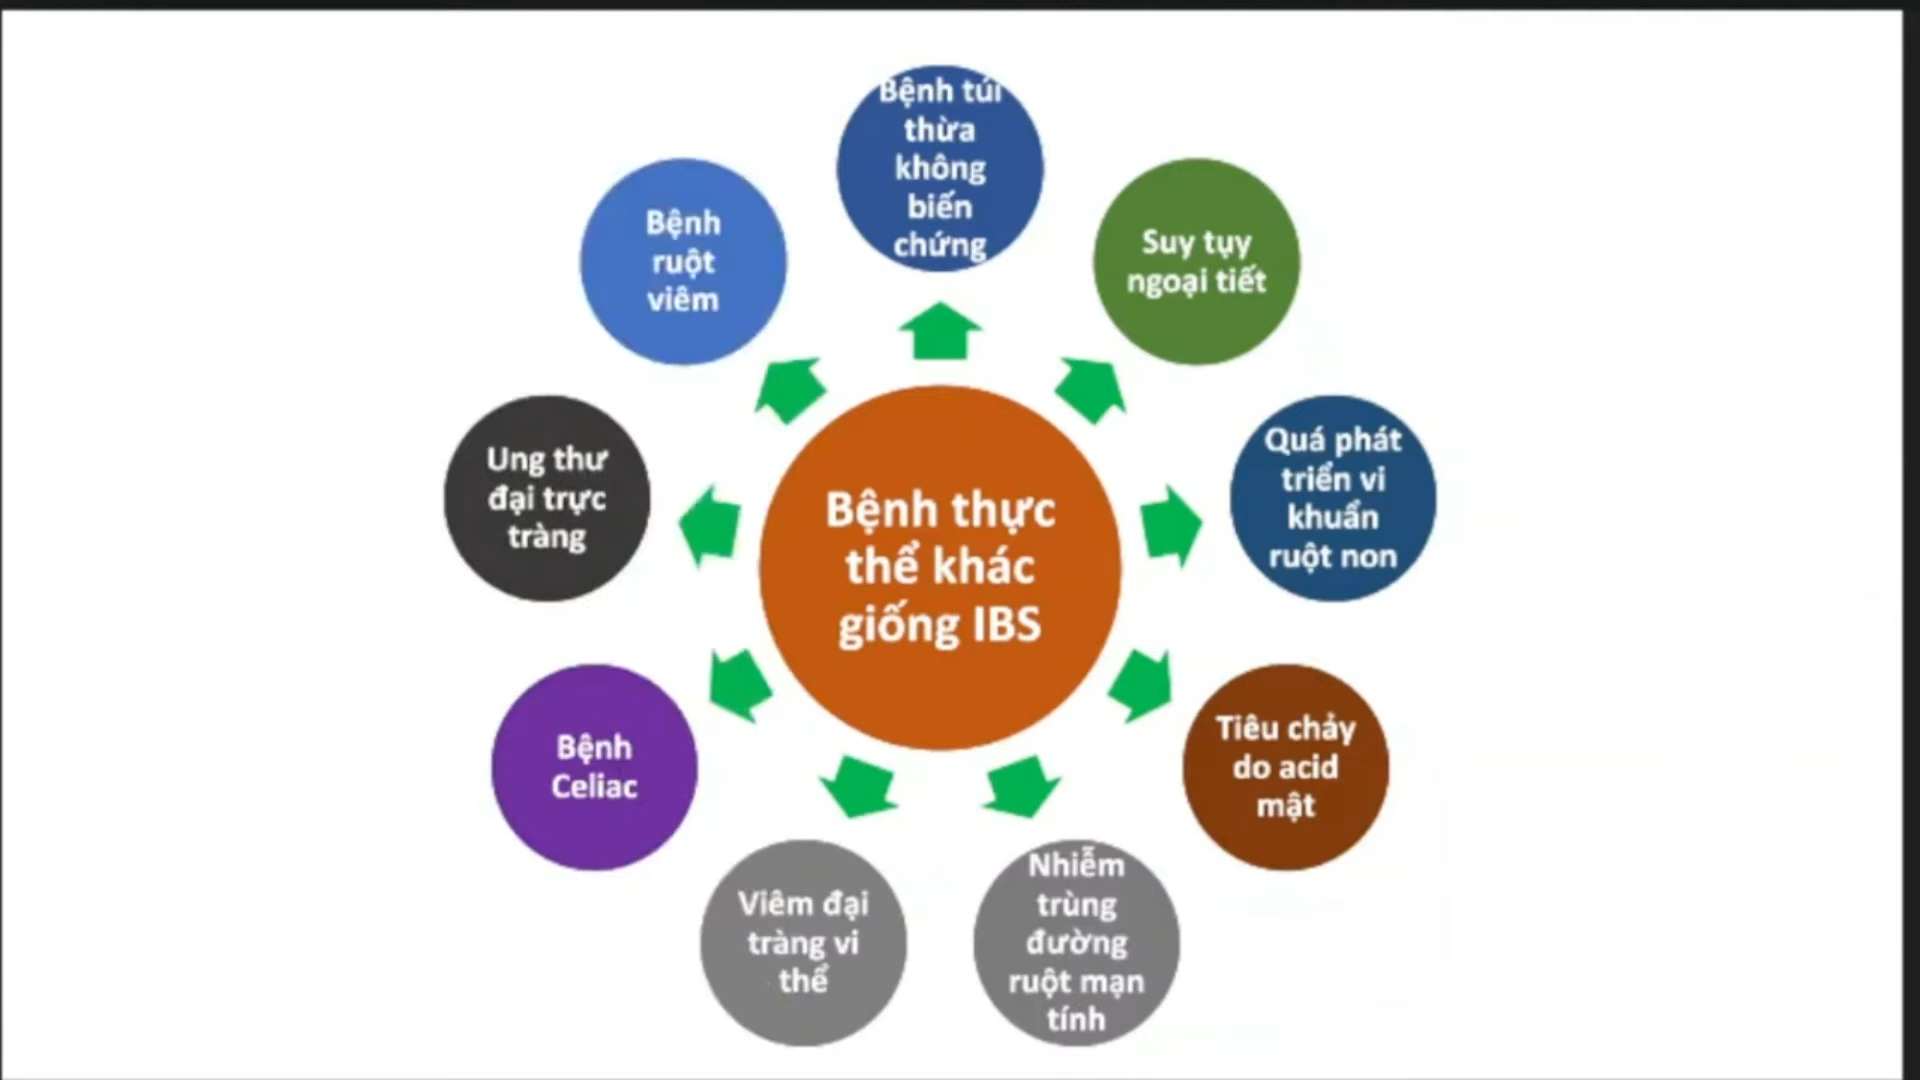 Bệnh túi
thừa
không
biến
chứng
Suy tụy
ngoại tiết
Quá phát
triển vi
khuẩn
ruột non
Tiêu chảy
do acid
mật
Nhiễm
trùng
đường
ruột mạn
tính
Viêm đại
tràng vi
thể
Bệnh
Celiac
Ung thư
đại trực
tràng
Bệnh
ruột
viêm
Bệnh thực
thể khác
giống IBS